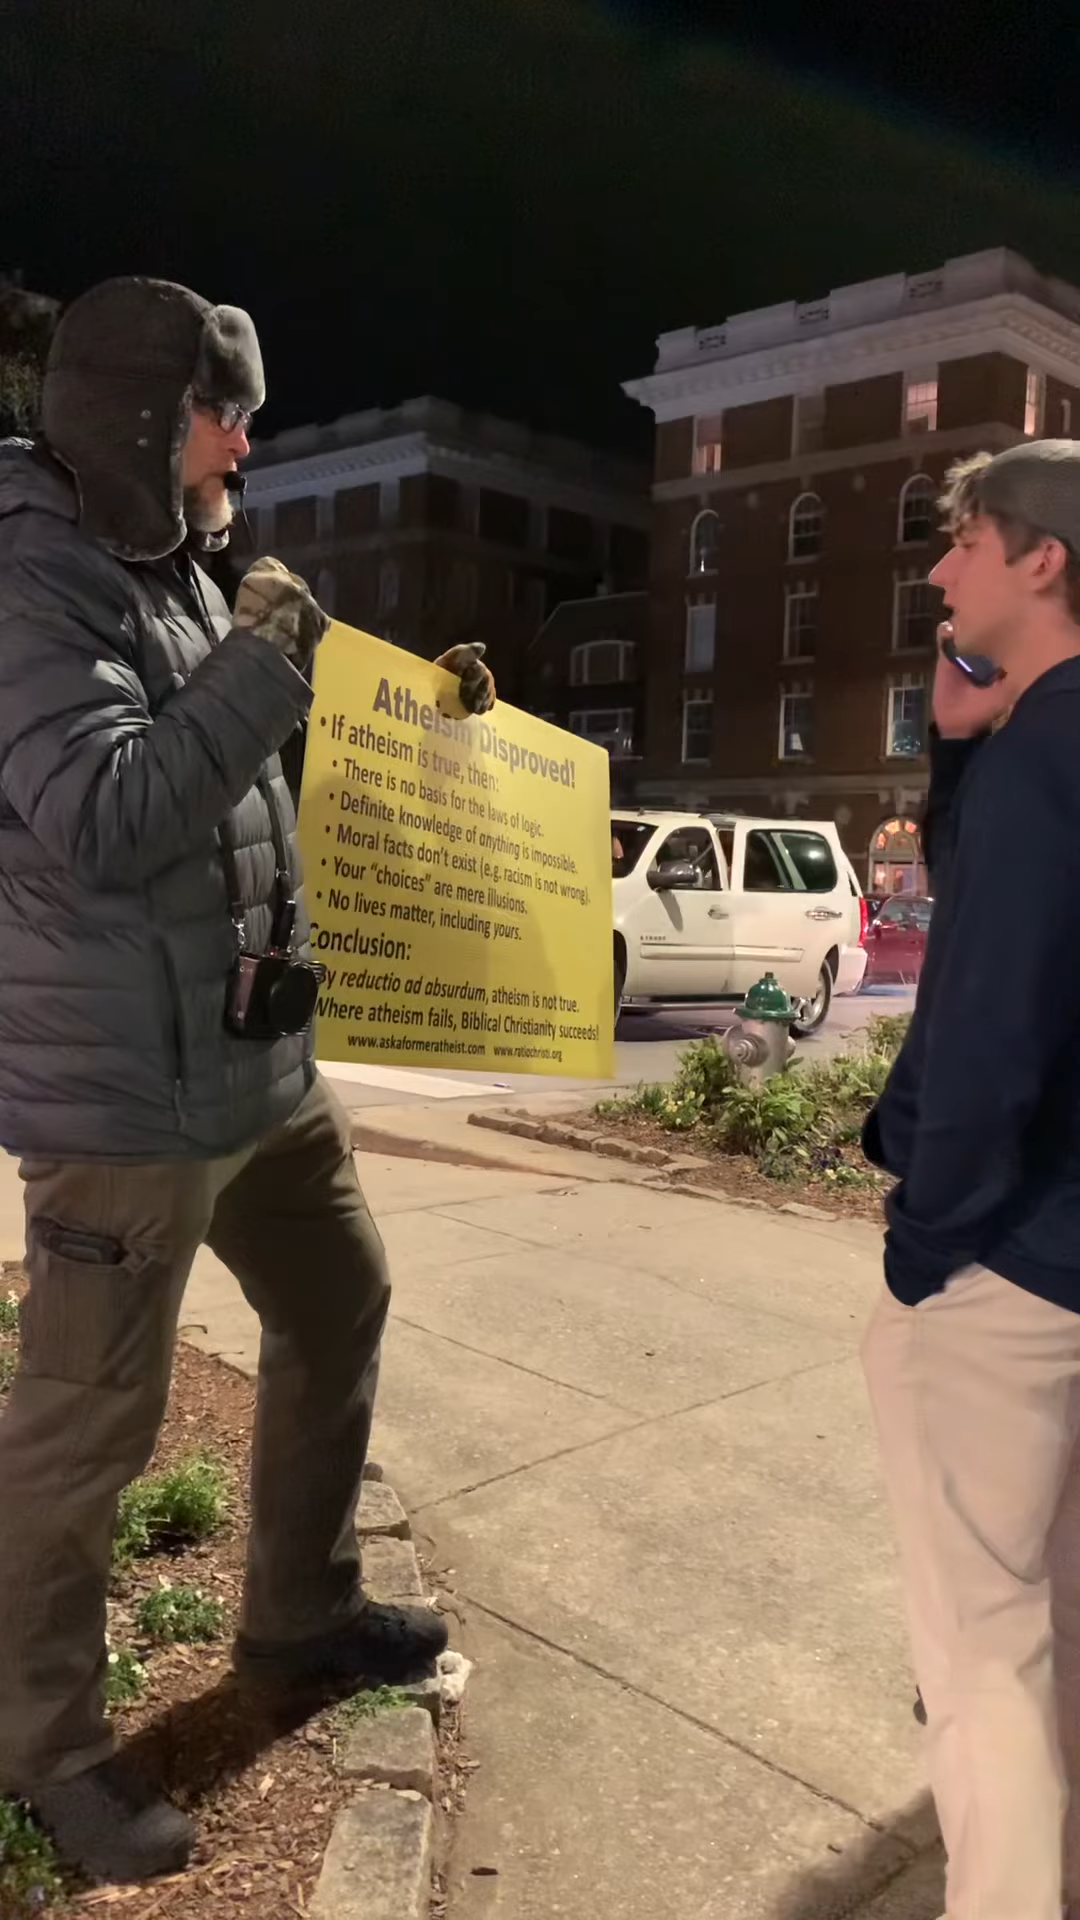 Atheism Disproved!
• If atheism is true, then:
• There is no basis for the laws of logic.
• Definite knowledge of anything is impossible.
• Moral facts don't exist (e.g. racism is not wrong).
• Your "choices" are mere illusions.
• No lives matter, including yours.
Conclusion:
By reductio ad absurdum, atheism is not true.
Where atheism fails, Biblical Christianity succeeds!
www.askaformeratheist.com www.ratiochristi.org